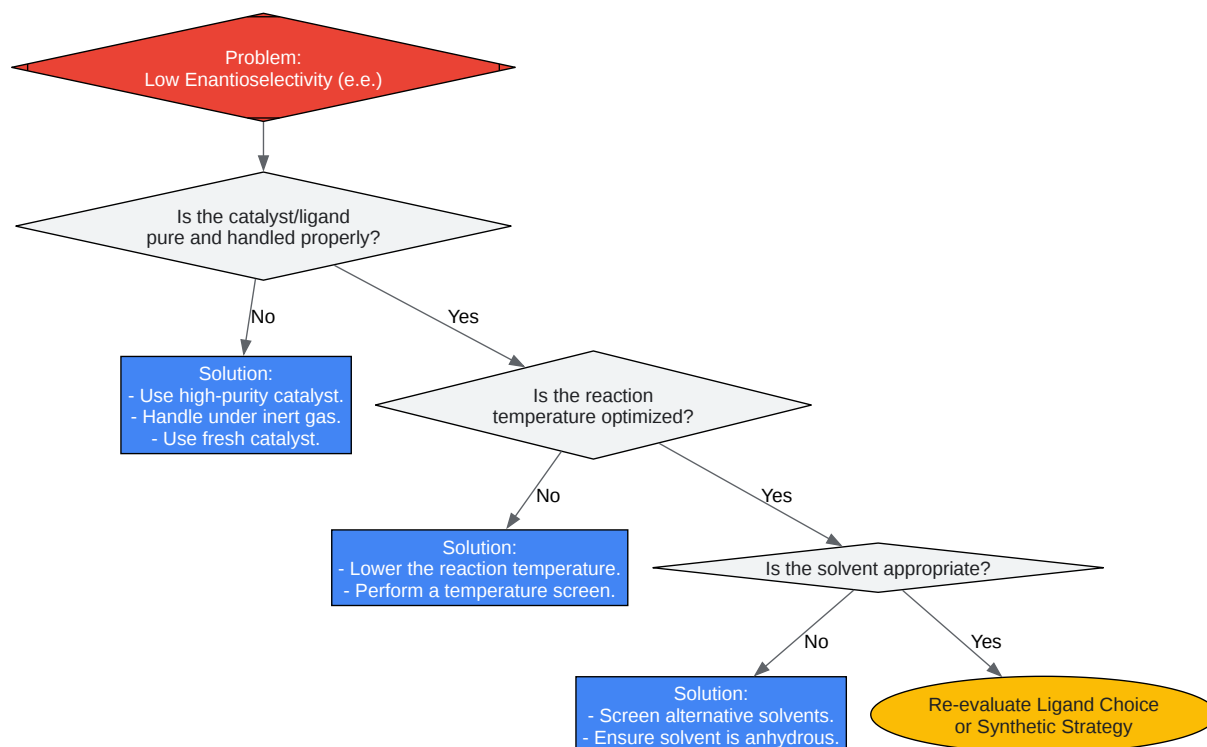 Problem:
Low Enantioselectivity (e.e.)
Is the catalyst/ligand
pure and handled properly?
No
Yes
Solution:
- Use high-purity catalyst.
- Handle under inert gas.
- Use fresh catalyst.
Is the reaction
temperature optimized?
No
Yes
Solution:
- Lower the reaction temperature.
- Perform a temperature screen.
Is the solvent appropriate?
No
Yes
Solution:
- Screen alternative solvents.
- Ensure solvent is anhydrous.
Re-evaluate Ligand Choice
or Synthetic Strategy